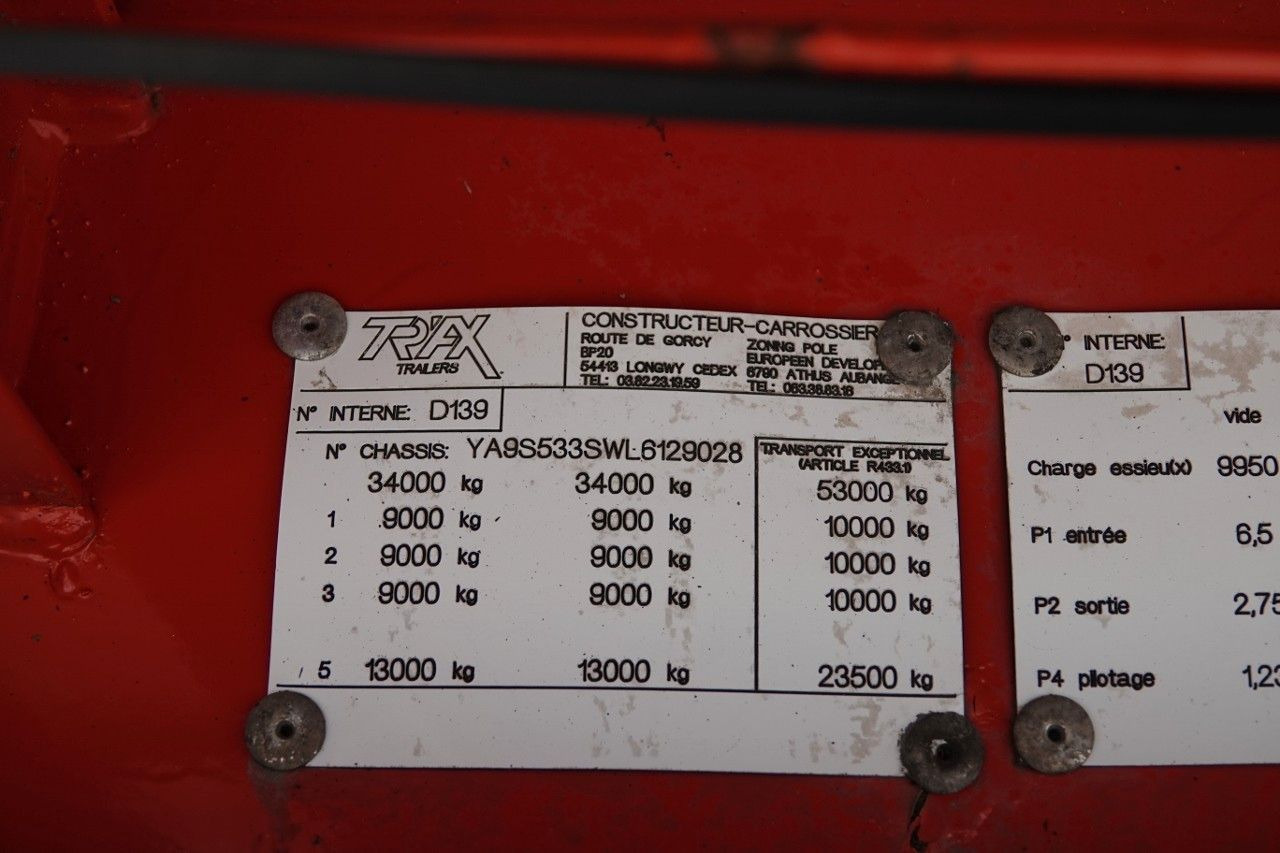 TRAX
TRAILERS
CONSTRUCTEUR-CARROSSIER
ROUTE DE GORCY
BP20
54413 LONGWY CEDEX
TEL: 03.82.23.19.59
ZONING POLE
EUROPEEN DEVELOP
6790 ATHUS AUBANGE
TEL: 063.38.83.18
N° INTERNE: D139
N° CHASSIS: YA9S533SWL6129028
TRANSPORT EXCEPTIONNEL
(ARTICLE R433.1)
34000 kg 34000 kg 53000 kg
1 9000 kg 9000 kg 10000 kg
2 9000 kg 9000 kg 10000 kg
3 9000 kg 9000 kg 10000 kg
5 13000 kg 13000 kg 23500 kg
° INTERNE:
D139
vide
Charge essieu(x) 9950
P1 entrée 6,5
P2 sortie 2,75
P4 pilotage 1,23